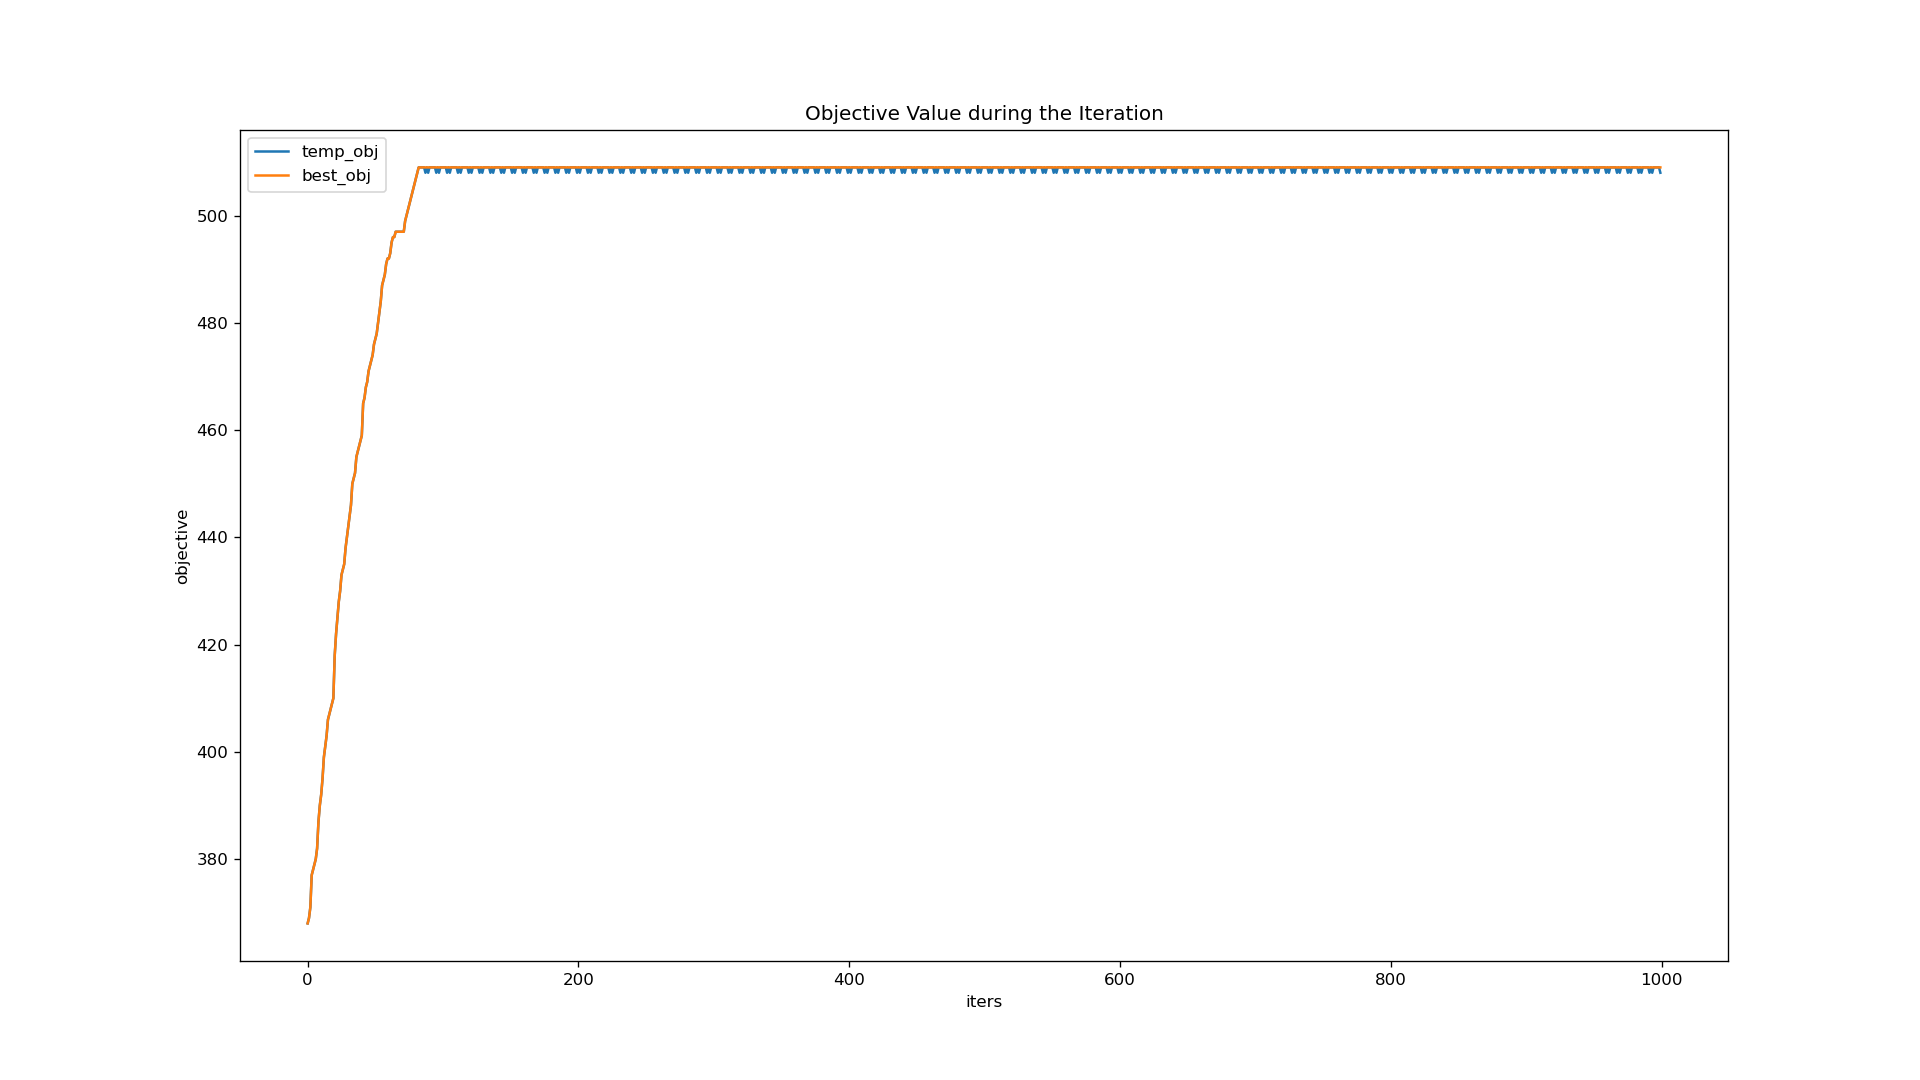 Objective Value during the Iteration
temp_obj
best_obj
500
480
460
440
420
400
380
objective
0 200 400 600 800 1000
iters